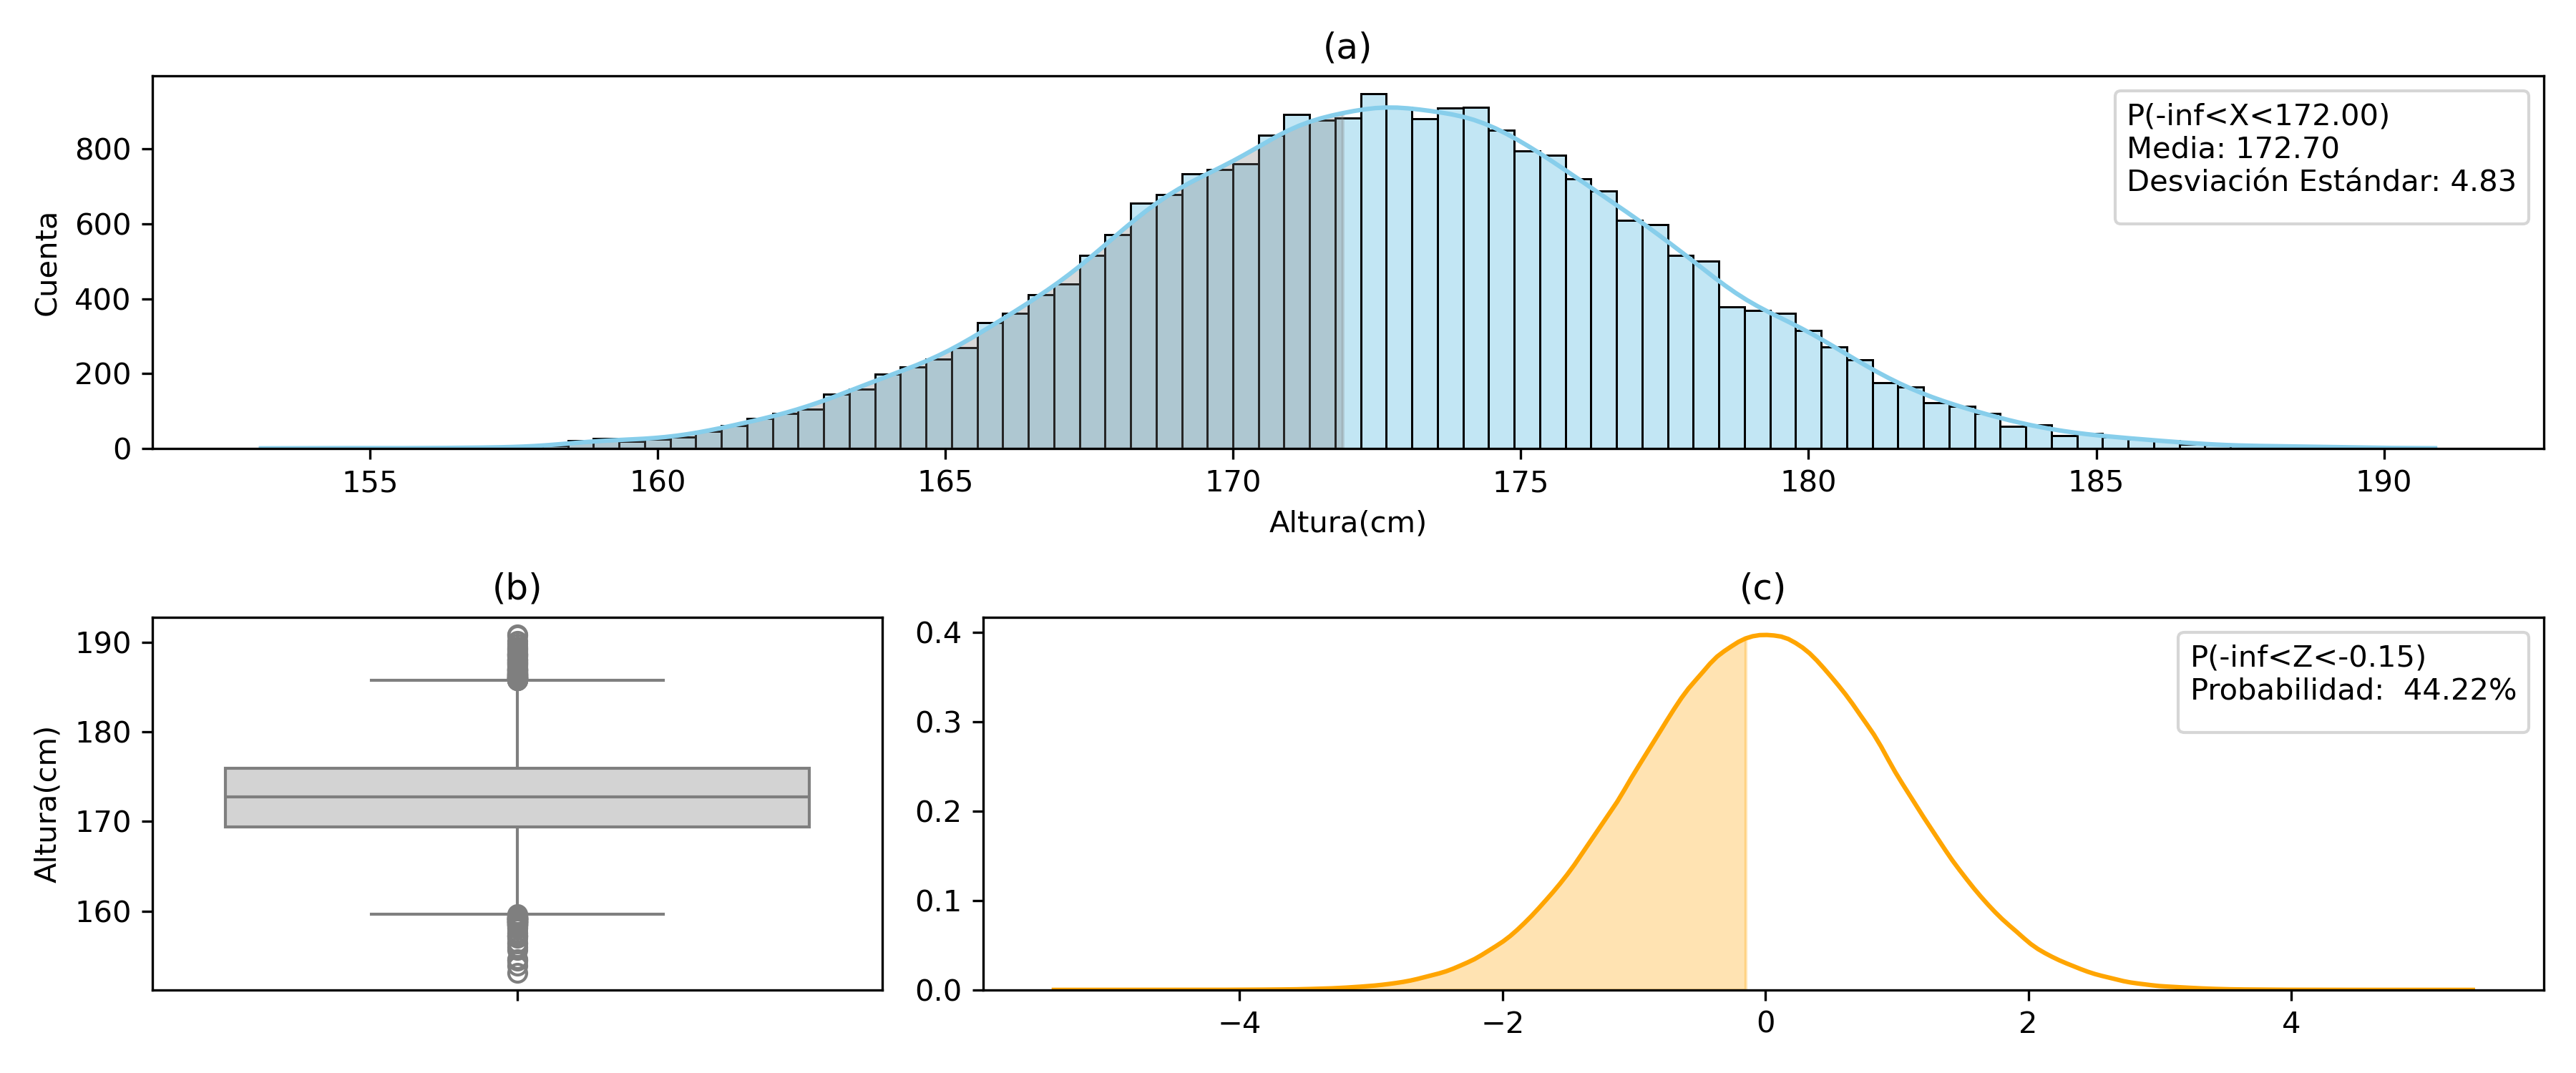 (a)
P(-inf<X<172.00)
Media: 172.70
Desviación Estándar: 4.83
Cuenta
800
600
400
200
0
155 160 165 170 175 180 185 190
Altura(cm)
(b)
Altura(cm)
190
180
170
160
(c)
P(-inf<Z<-0.15)
Probabilidad:  44.22%
0.4
0.3
0.2
0.1
0.0
−4 −2 0 2 4